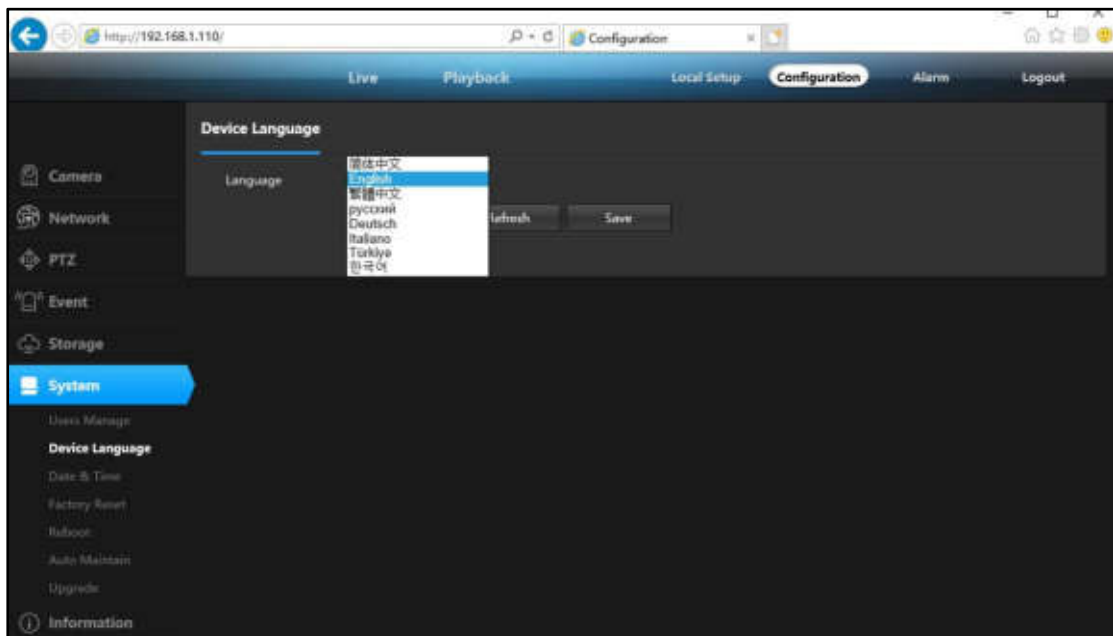 http://192.168.1.110/
Configuration
Live
Playback
Local Setup
Configuration
Alarm
Logout
Device Language
Language
简体中文
English
繁體中文
русский
Deutsch
Italiano
Türkiye
한국어
Refresh
Save
Camera
Network
PTZ
Event
Storage
System
Users Manage
Device Language
Date & Time
Factory Reset
Reboot
Auto Maintain
Upgrade
Information